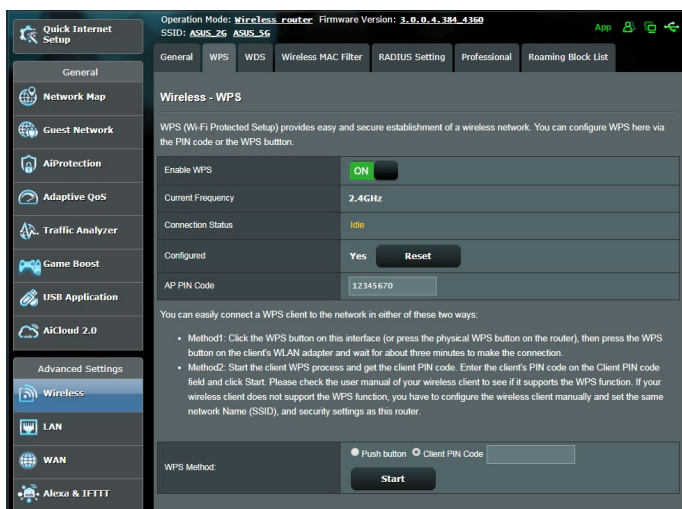 Quick Internet
Setup
Operation Mode: Wireless router Firmware Version: 3.0.0.4.384_4360
SSID: ASUS_2G ASUS_5G
App
General
WPS
WDS
Wireless MAC Filter
RADIUS Setting
Professional
Roaming Block List
General
Network Map
Guest Network
AiProtection
Adaptive QoS
Traffic Analyzer
Game Boost
USB Application
AiCloud 2.0
Advanced Settings
Wireless
LAN
WAN
Alexa & IFTTT
Wireless - WPS
WPS (Wi-Fi Protected Setup) provides easy and secure establishment of a wireless network. You can configure WPS here via
the PIN code or the WPS buttton.
Enable WPS ON
Current Frequency 2.4GHz
Connection Status Idle
Configured Yes Reset
AP PIN Code 12345670
You can easily connect a WPS client to the network in either of these two ways:
• Method1: Click the WPS button on this interface (or press the physical WPS button on the router), then press the WPS
button on the client's WLAN adapter and wait for about three minutes to make the connection.
• Method2: Start the client WPS process and get the client PIN code. Enter the client's PIN code on the Client PIN code
field and click Start. Please check the user manual of your wireless client to see if it supports the WPS function. If your
wireless client does not support the WPS function, you have to configure the wireless client manually and set the same
network Name (SSID), and security settings as this router.
WPS Method: Push button Client PIN Code
Start